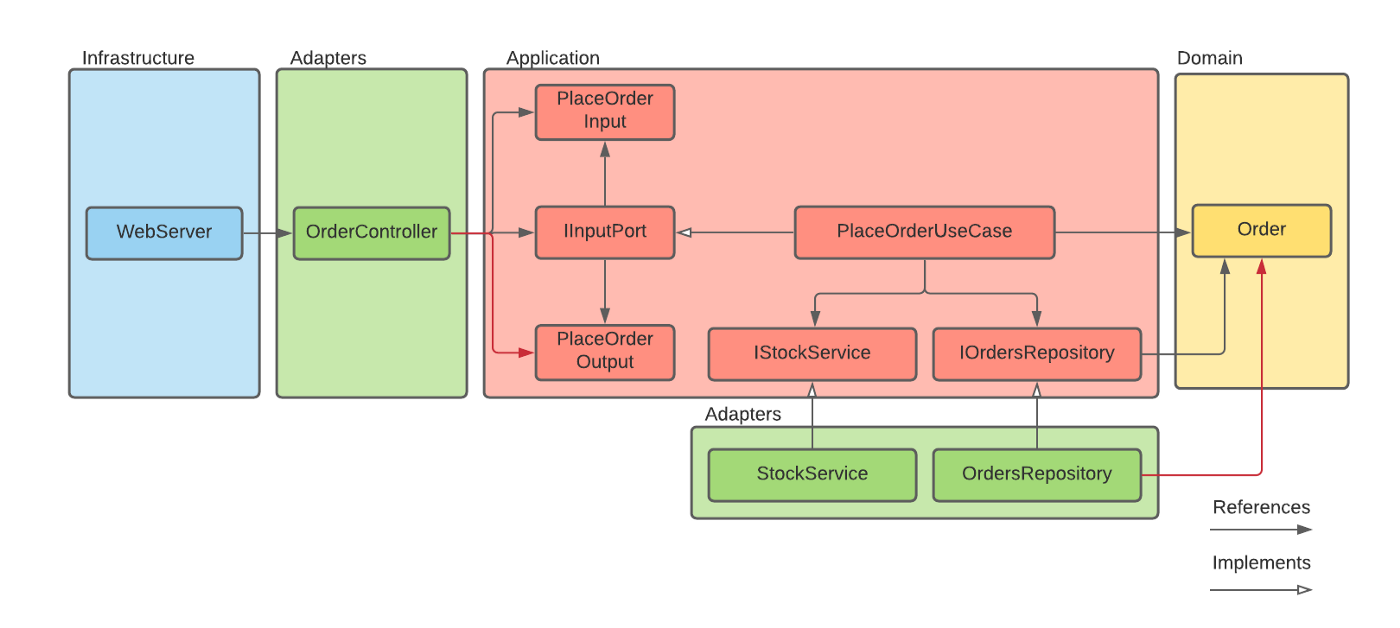 Infrastructure
Adapters
Application
Domain
PlaceOrder
Input
WebServer
OrderController
IInputPort
PlaceOrderUseCase
Order
PlaceOrder
Output
IStockService
IOrdersRepository
Adapters
StockService
OrdersRepository
References
Implements